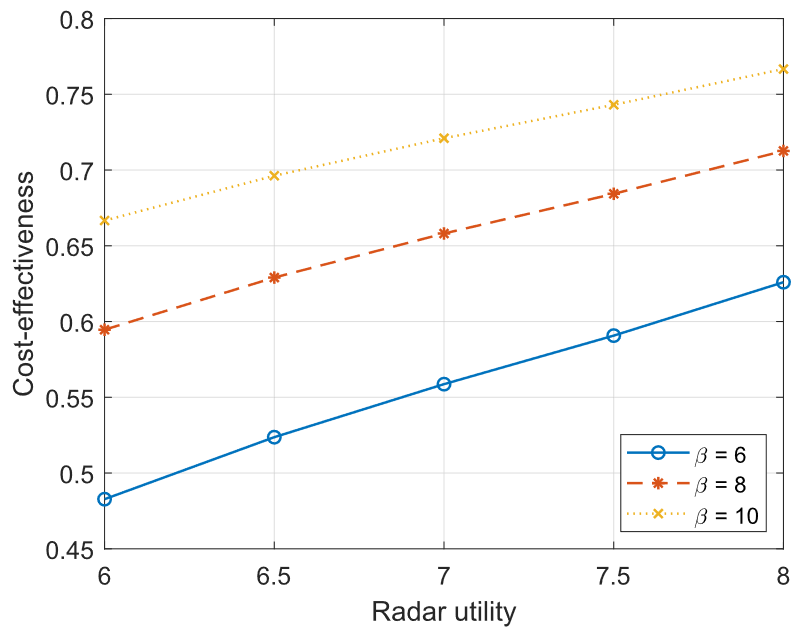 0.8
0.75
0.7
0.65
0.6
0.55
0.5
0.45
Cost-effectiveness
6
6.5
7
7.5
8
Radar utility
β = 6
β = 8
β = 10